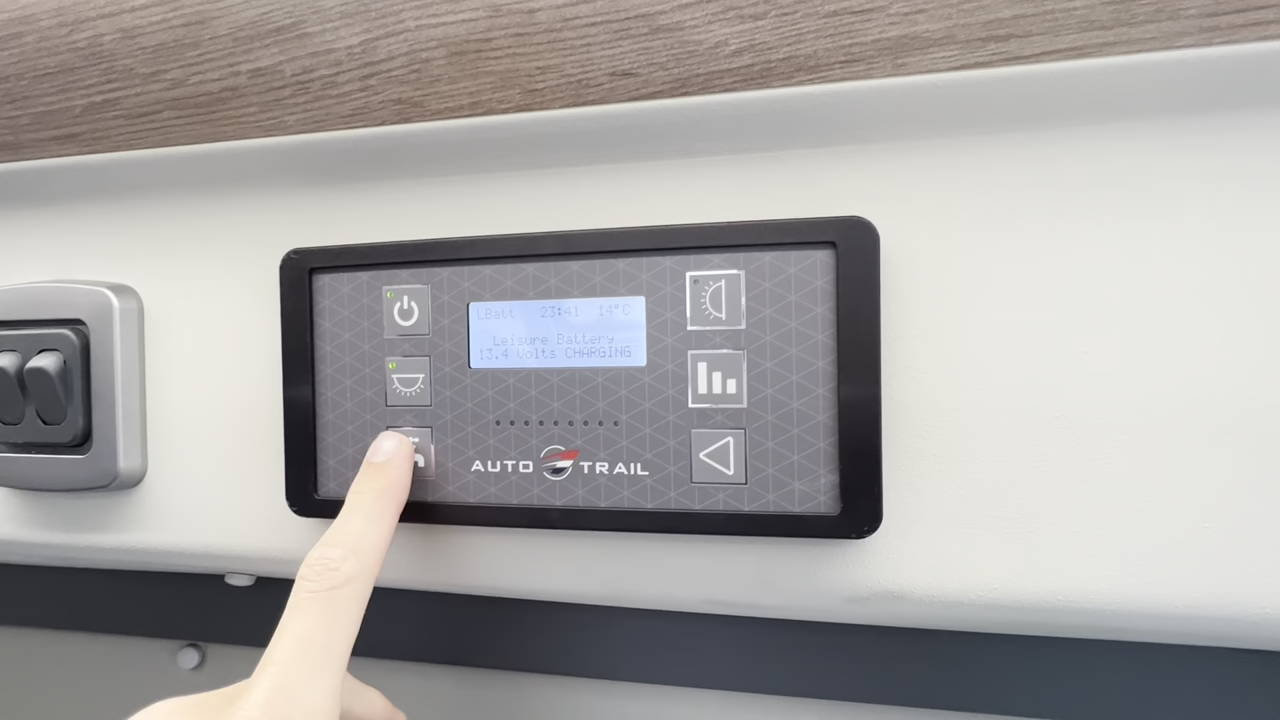 LBatt 23:41 14°C
Leisure Battery
13.4 Volts CHARGING
AUTO TRAIL